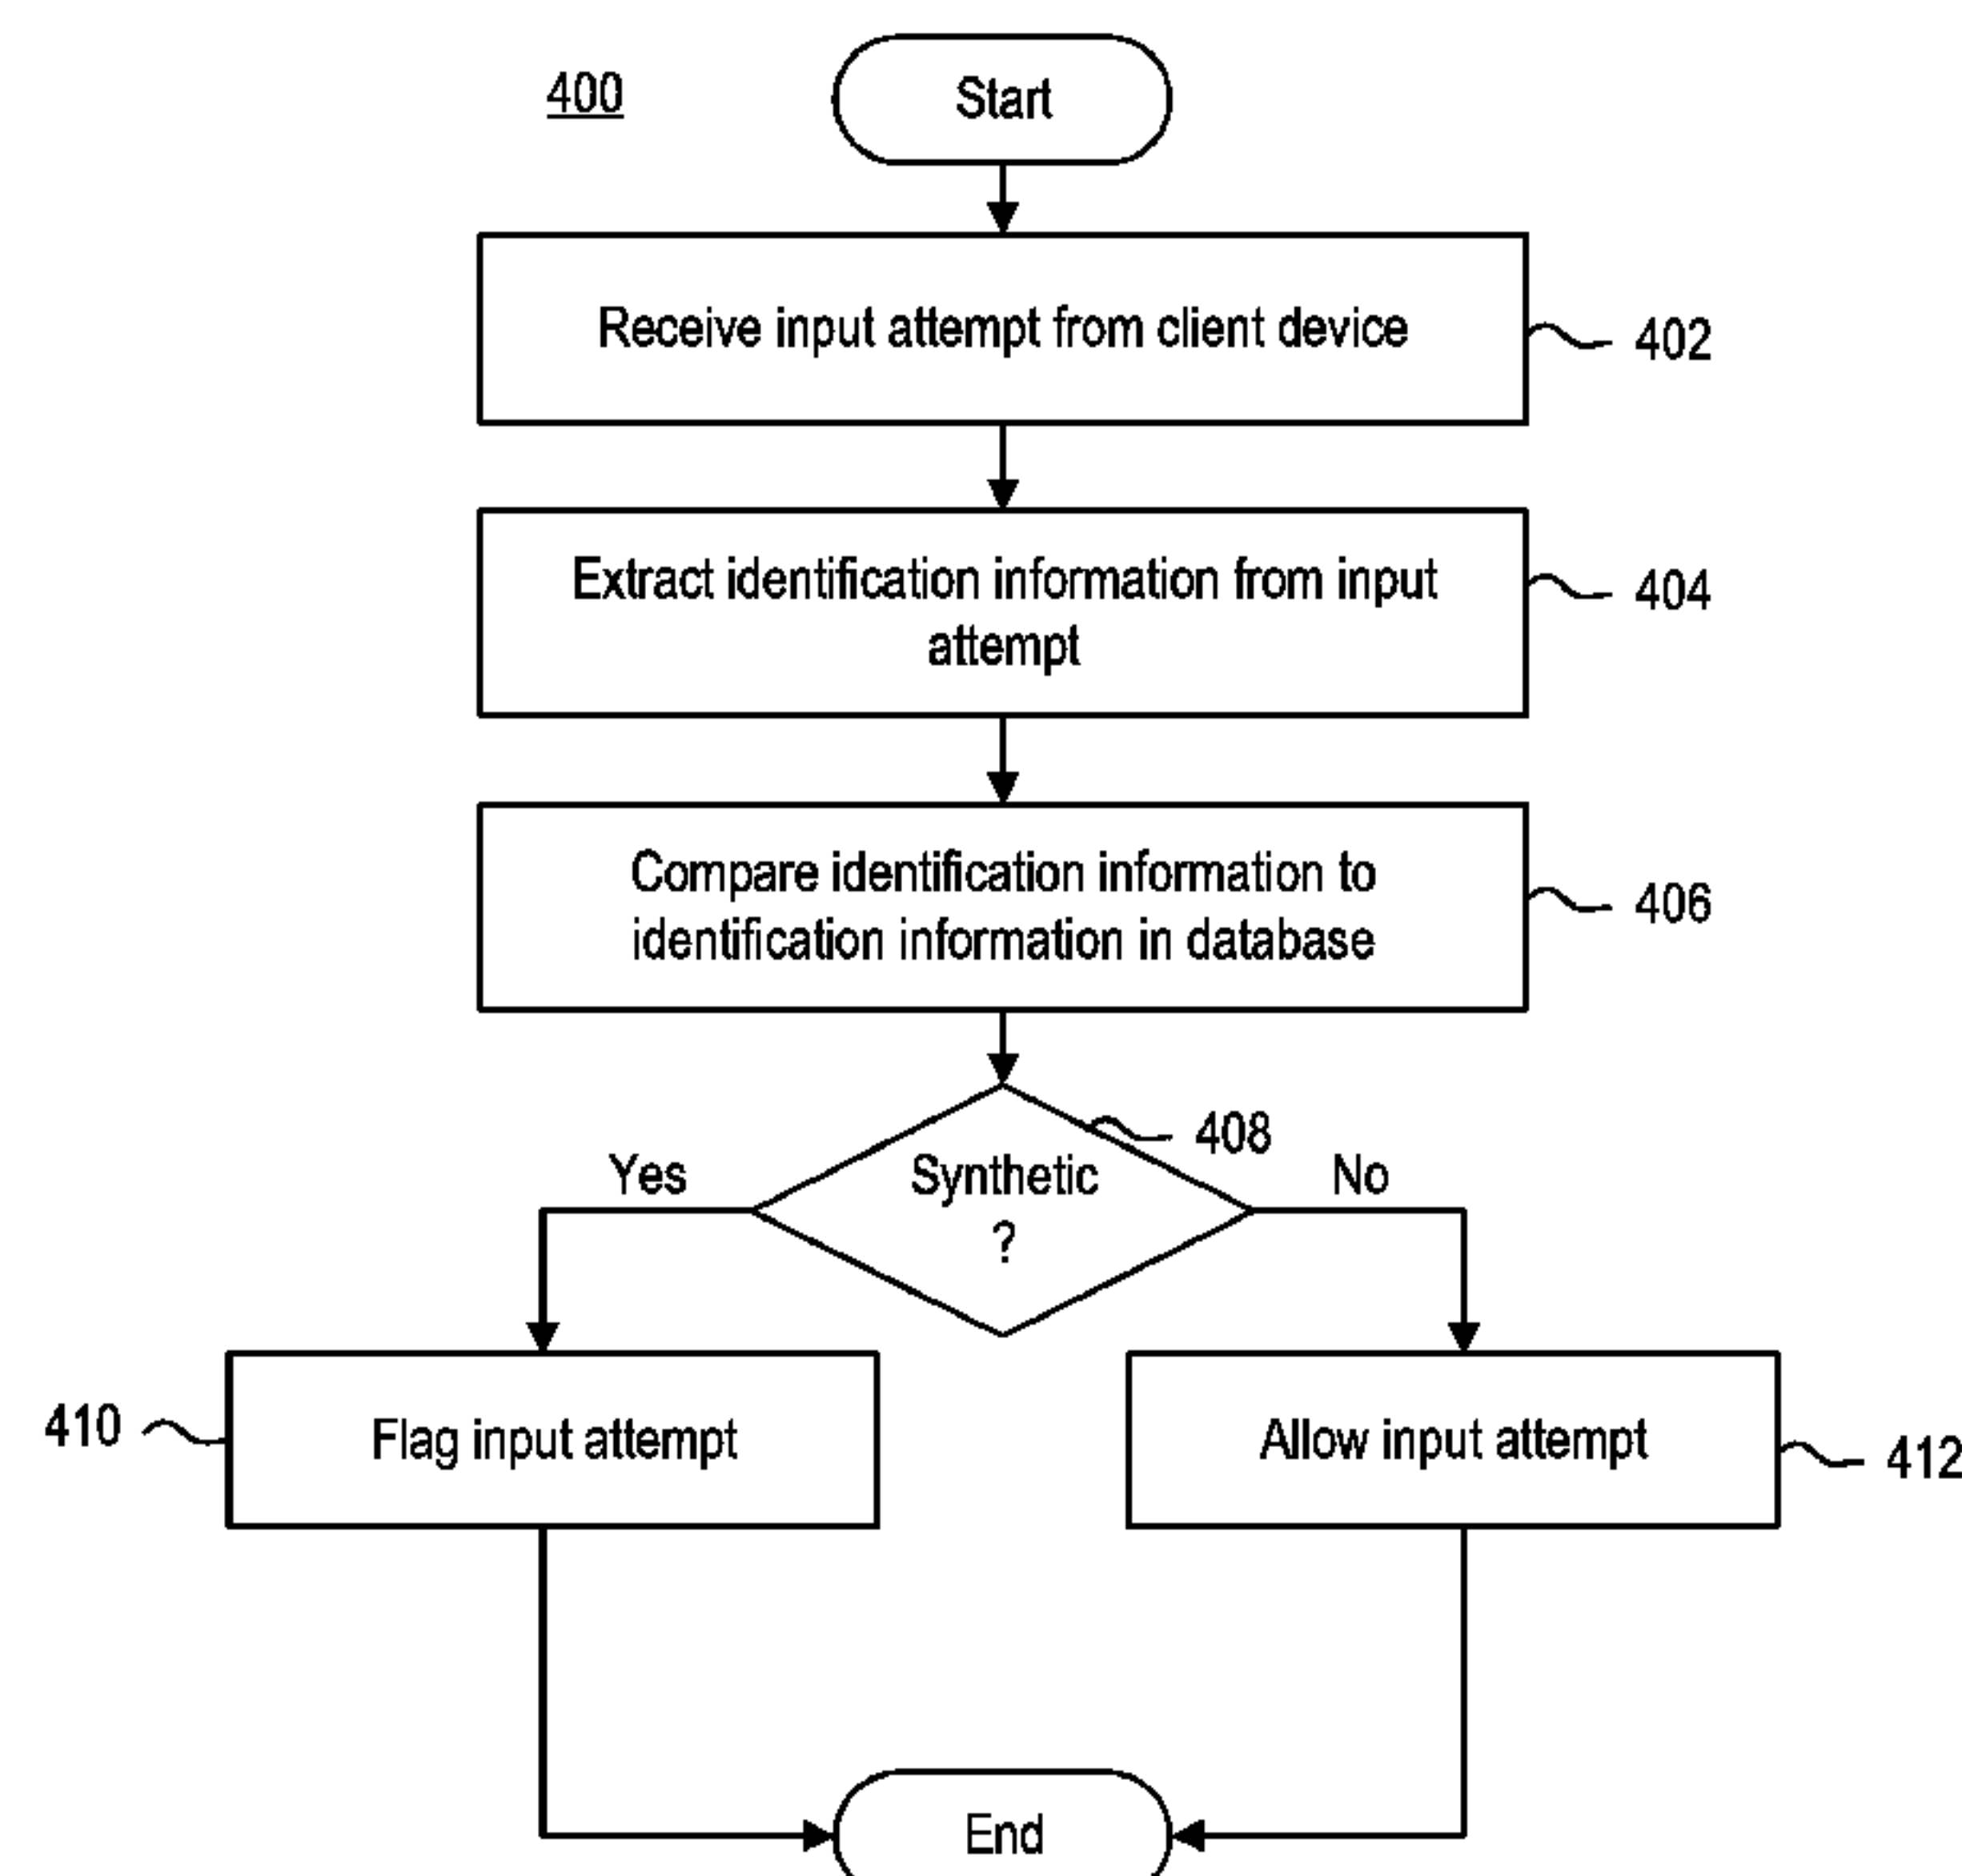 400
Start
Receive input attempt from client device
402
Extract identification information from input
attempt
404
Compare identification information to
identification information in database
406
408
Yes
Synthetic
?
No
410
Flag input attempt
Allow input attempt
412
End